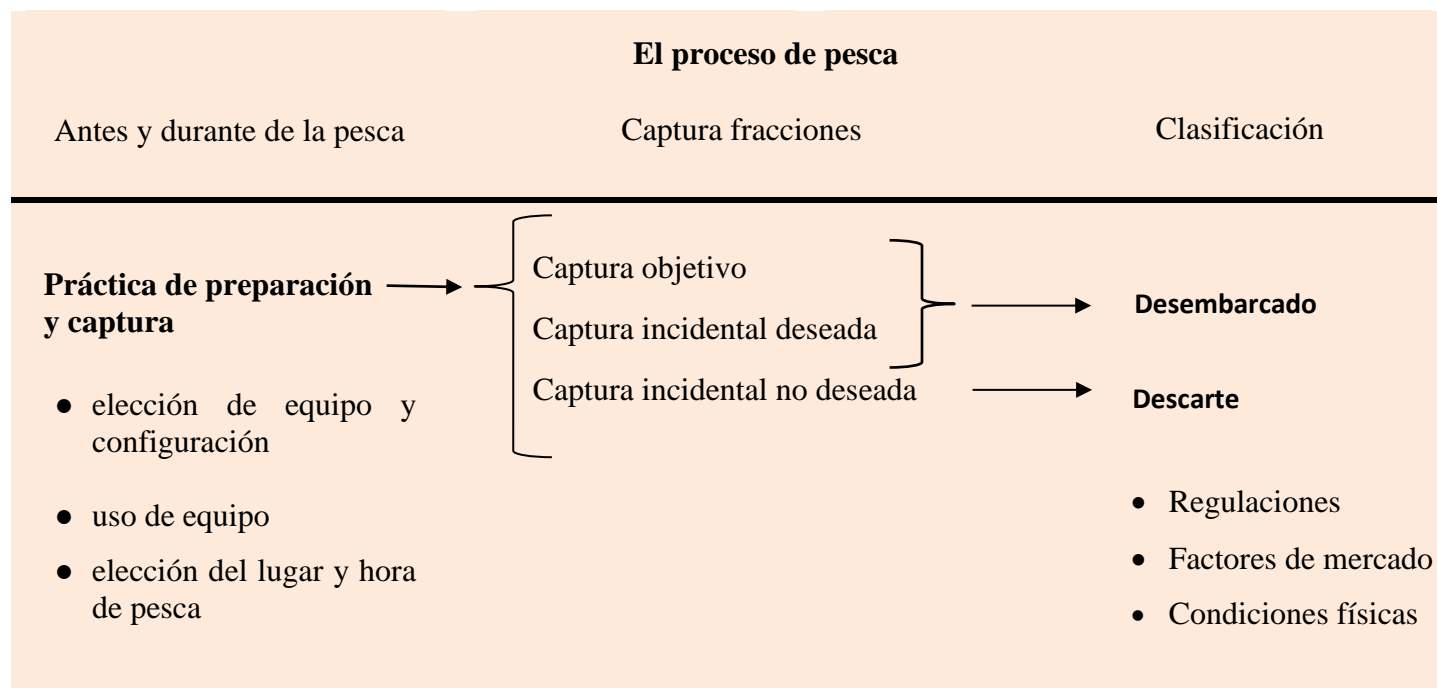 El proceso de pesca
Antes y durante de la pesca
Captura fracciones
Clasificación
Práctica de preparación
y captura
● elección de equipo y
configuración
● uso de equipo
● elección del lugar y hora
de pesca
Captura objetivo
Captura incidental deseada
Captura incidental no deseada
Desembarcado
Descarte
• Regulaciones
• Factores de mercado
• Condiciones físicas